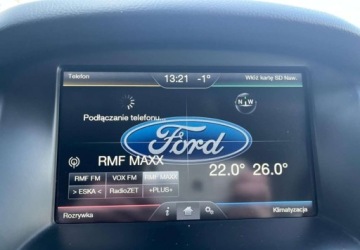 Telefon 13:21 -1° Włóż kartę SD Naw.
N W
Podłączanie telefonu...
Ford
RMF MAXX 22.0° 26.0°
RMF FM VOX FM RMF MAXX
> ESKA < RadioZET +PLUS+
Rozrywka i Klimatyzacja